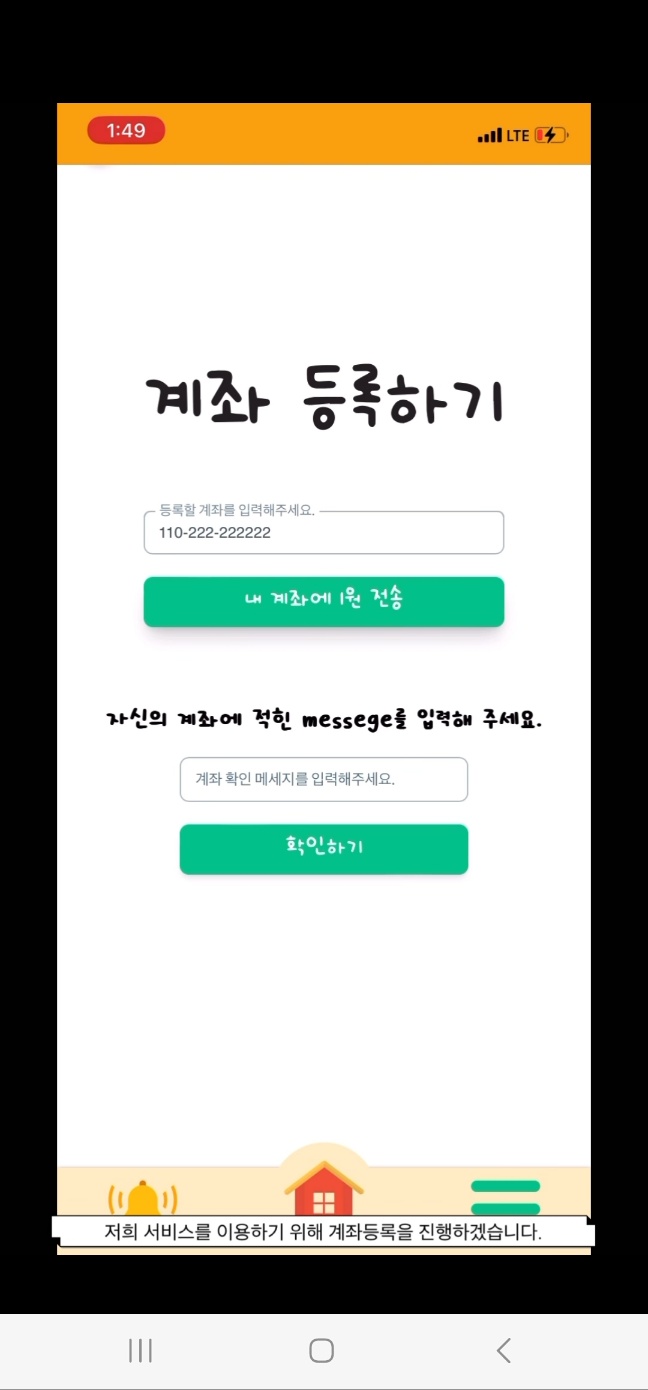 1:49
LTE
계좌 등록하기
등록할 계좌를 입력해주세요.
110-222-222222
내 계좌에 1원 전송
자신의 계좌에 적힌 messege를 입력해 주세요.
계좌 확인 메세지를 입력해주세요.
확인하기
저희 서비스를 이용하기 위해 계좌등록을 진행하겠습니다.